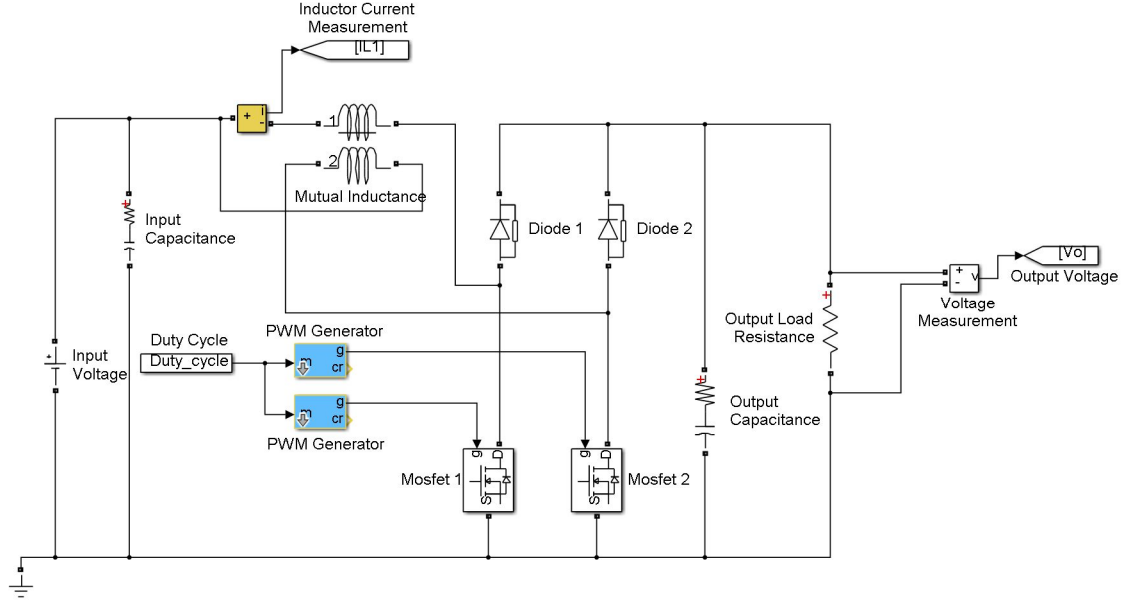 Inductor Current
Measurement
[IL1]
+
i
-
1
2
Mutual Inductance
+
Input
Capacitance
Diode 1
Diode 2
[Vo]
Output Voltage
+
-
v
Voltage
Measurement
+
Output Load
Resistance
PWM Generator
Duty Cycle
Duty_cycle
m
g
cr
+
Input
Voltage
m
g
cr
PWM Generator
+
Output
Capacitance
Mosfet 1
g
D
S
g
D
S
Mosfet 2